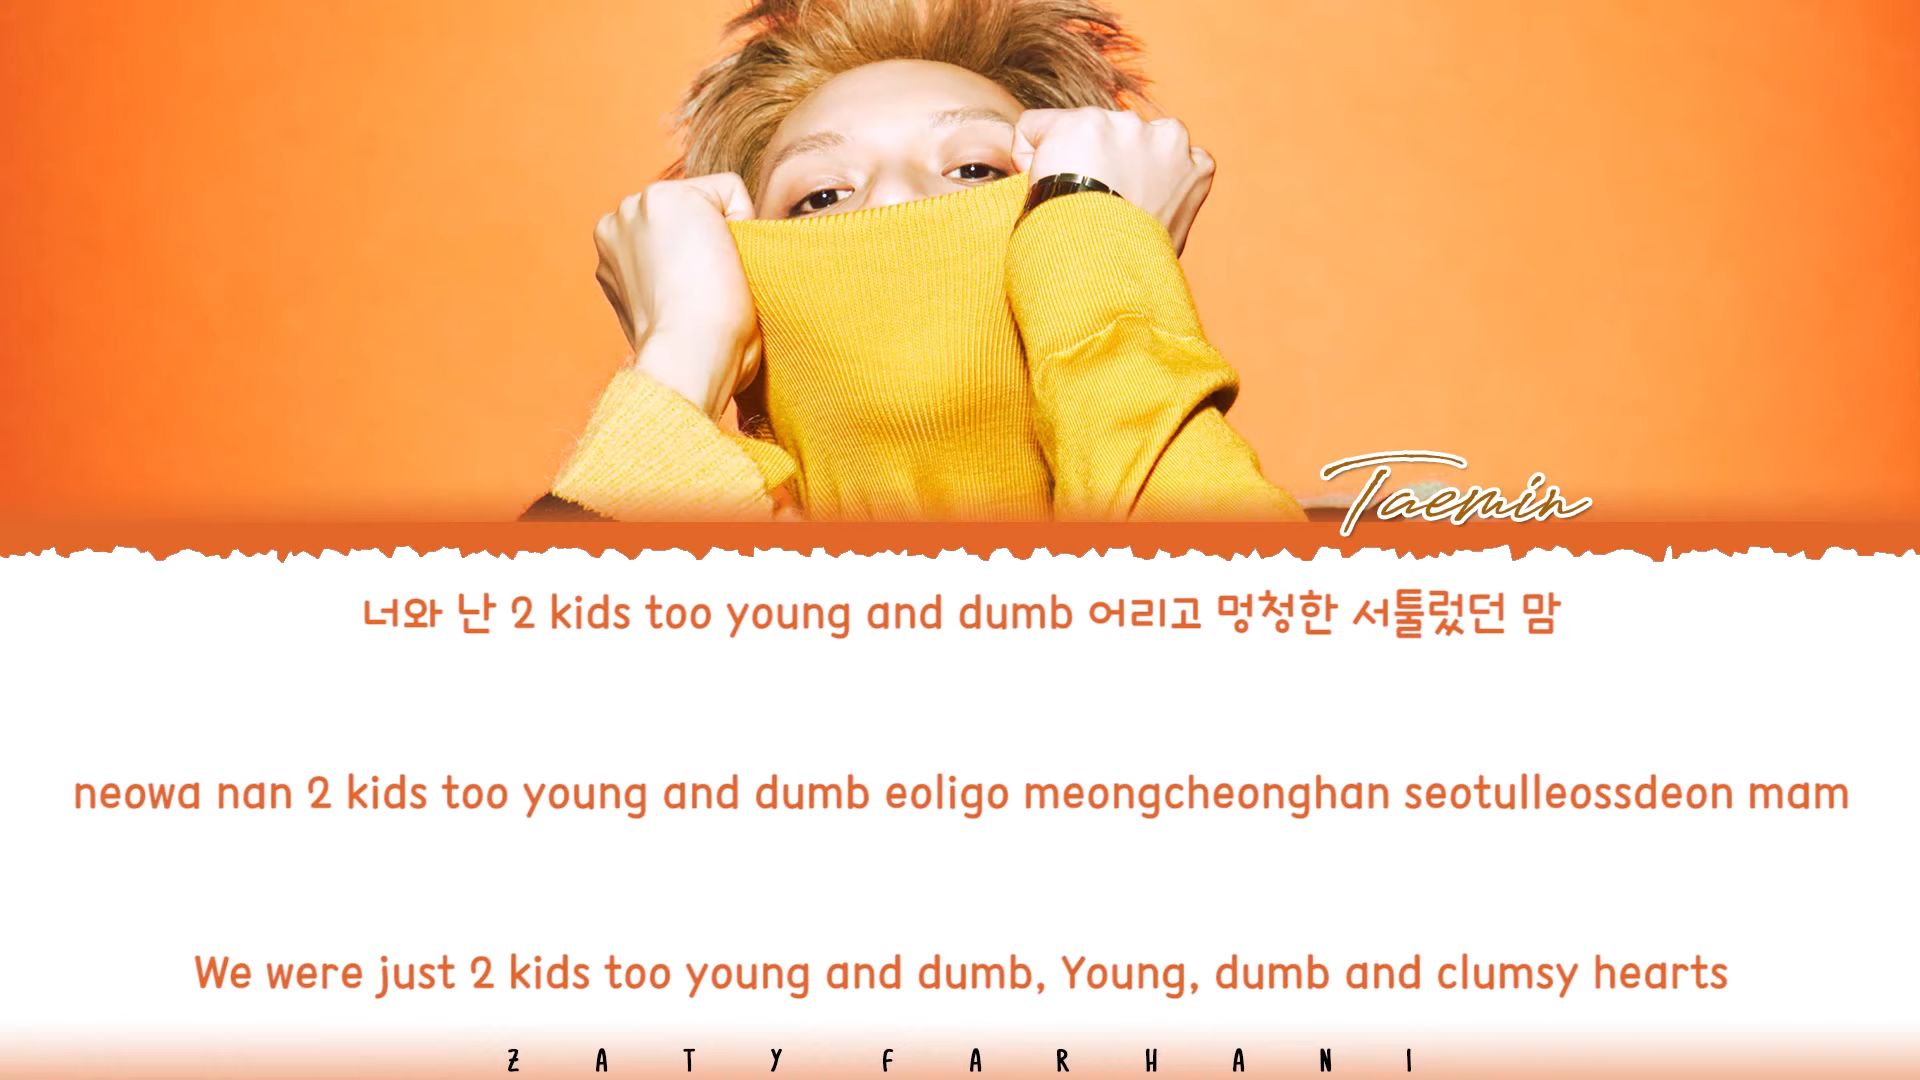 Taemin
너와 난 2 kids too young and dumb 어리고 멍청한 서툴렀던 맘
neowa nan 2 kids too young and dumb eoligo meongcheonghan seotulleossdeon mam
We were just 2 kids too young and dumb, Young, dumb and clumsy hearts
ZATY FARHANI